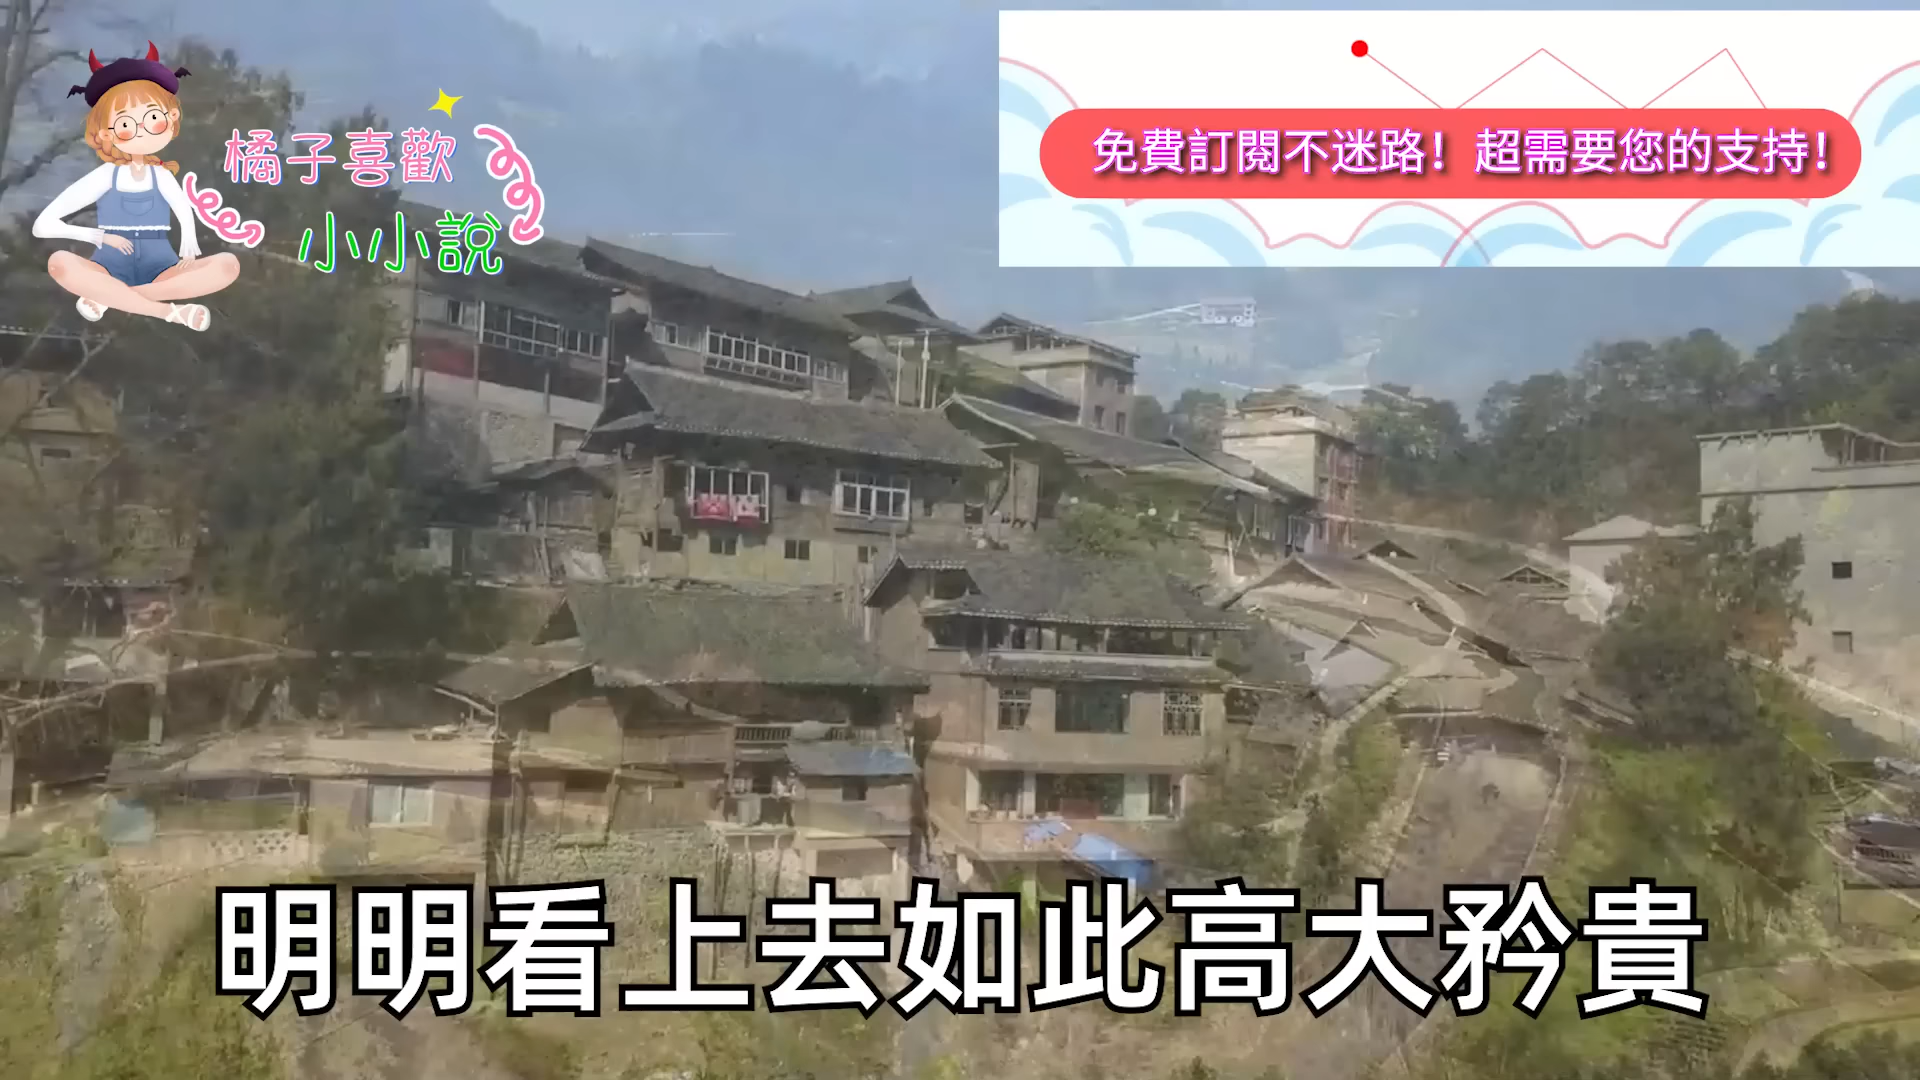 橘子喜歡
小小說
免費訂閱不迷路！超需要您的支持！
明明看上去如此高大矜貴